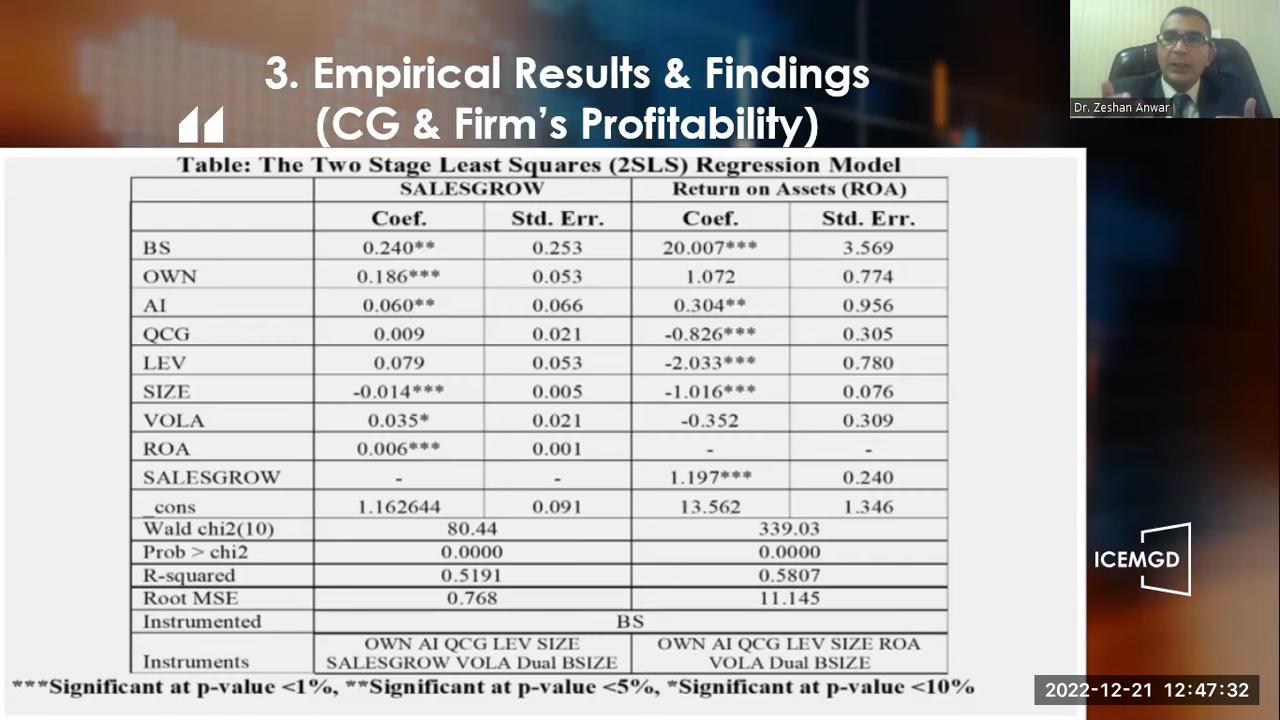 3. Empirical Results & Findings
(CG & Firm's Profitability)
Dr. Zeshan Anwar
Table: The Two Stage Least Squares (2SLS) Regression Model
SALESGROW Return on Assets (ROA)
Coef. Std. Err. Coef. Std. Err.
BS 0.240** 0.253 20.007*** 3.569
OWN 0.186*** 0.053 1.072 0.774
AI 0.060** 0.066 0.304** 0.956
QCG 0.009 0.021 -0.826*** 0.305
LEV 0.079 0.053 -2.033*** 0.780
SIZE -0.014*** 0.005 -1.016*** 0.076
VOLA 0.035* 0.021 -0.352 0.309
ROA 0.006*** 0.001 - -
SALESGROW - - 1.197*** 0.240
_cons 1.162644 0.091 13.562 1.346
Wald chi2(10) 80.44 339.03
Prob > chi2 0.0000 0.0000
R-squared 0.5191 0.5807
Root MSE 0.768 11.145
Instrumented BS
OWN AI QCG LEV SIZE OWN AI QCG LEV SIZE ROA
Instruments SALESGROW VOLA Dual BSIZE VOLA Dual BSIZE
***Significant at p-value <1%, **Significant at p-value <5%, *Significant at p-value <10%
ICEMGD
2022-12-21 12:47:32